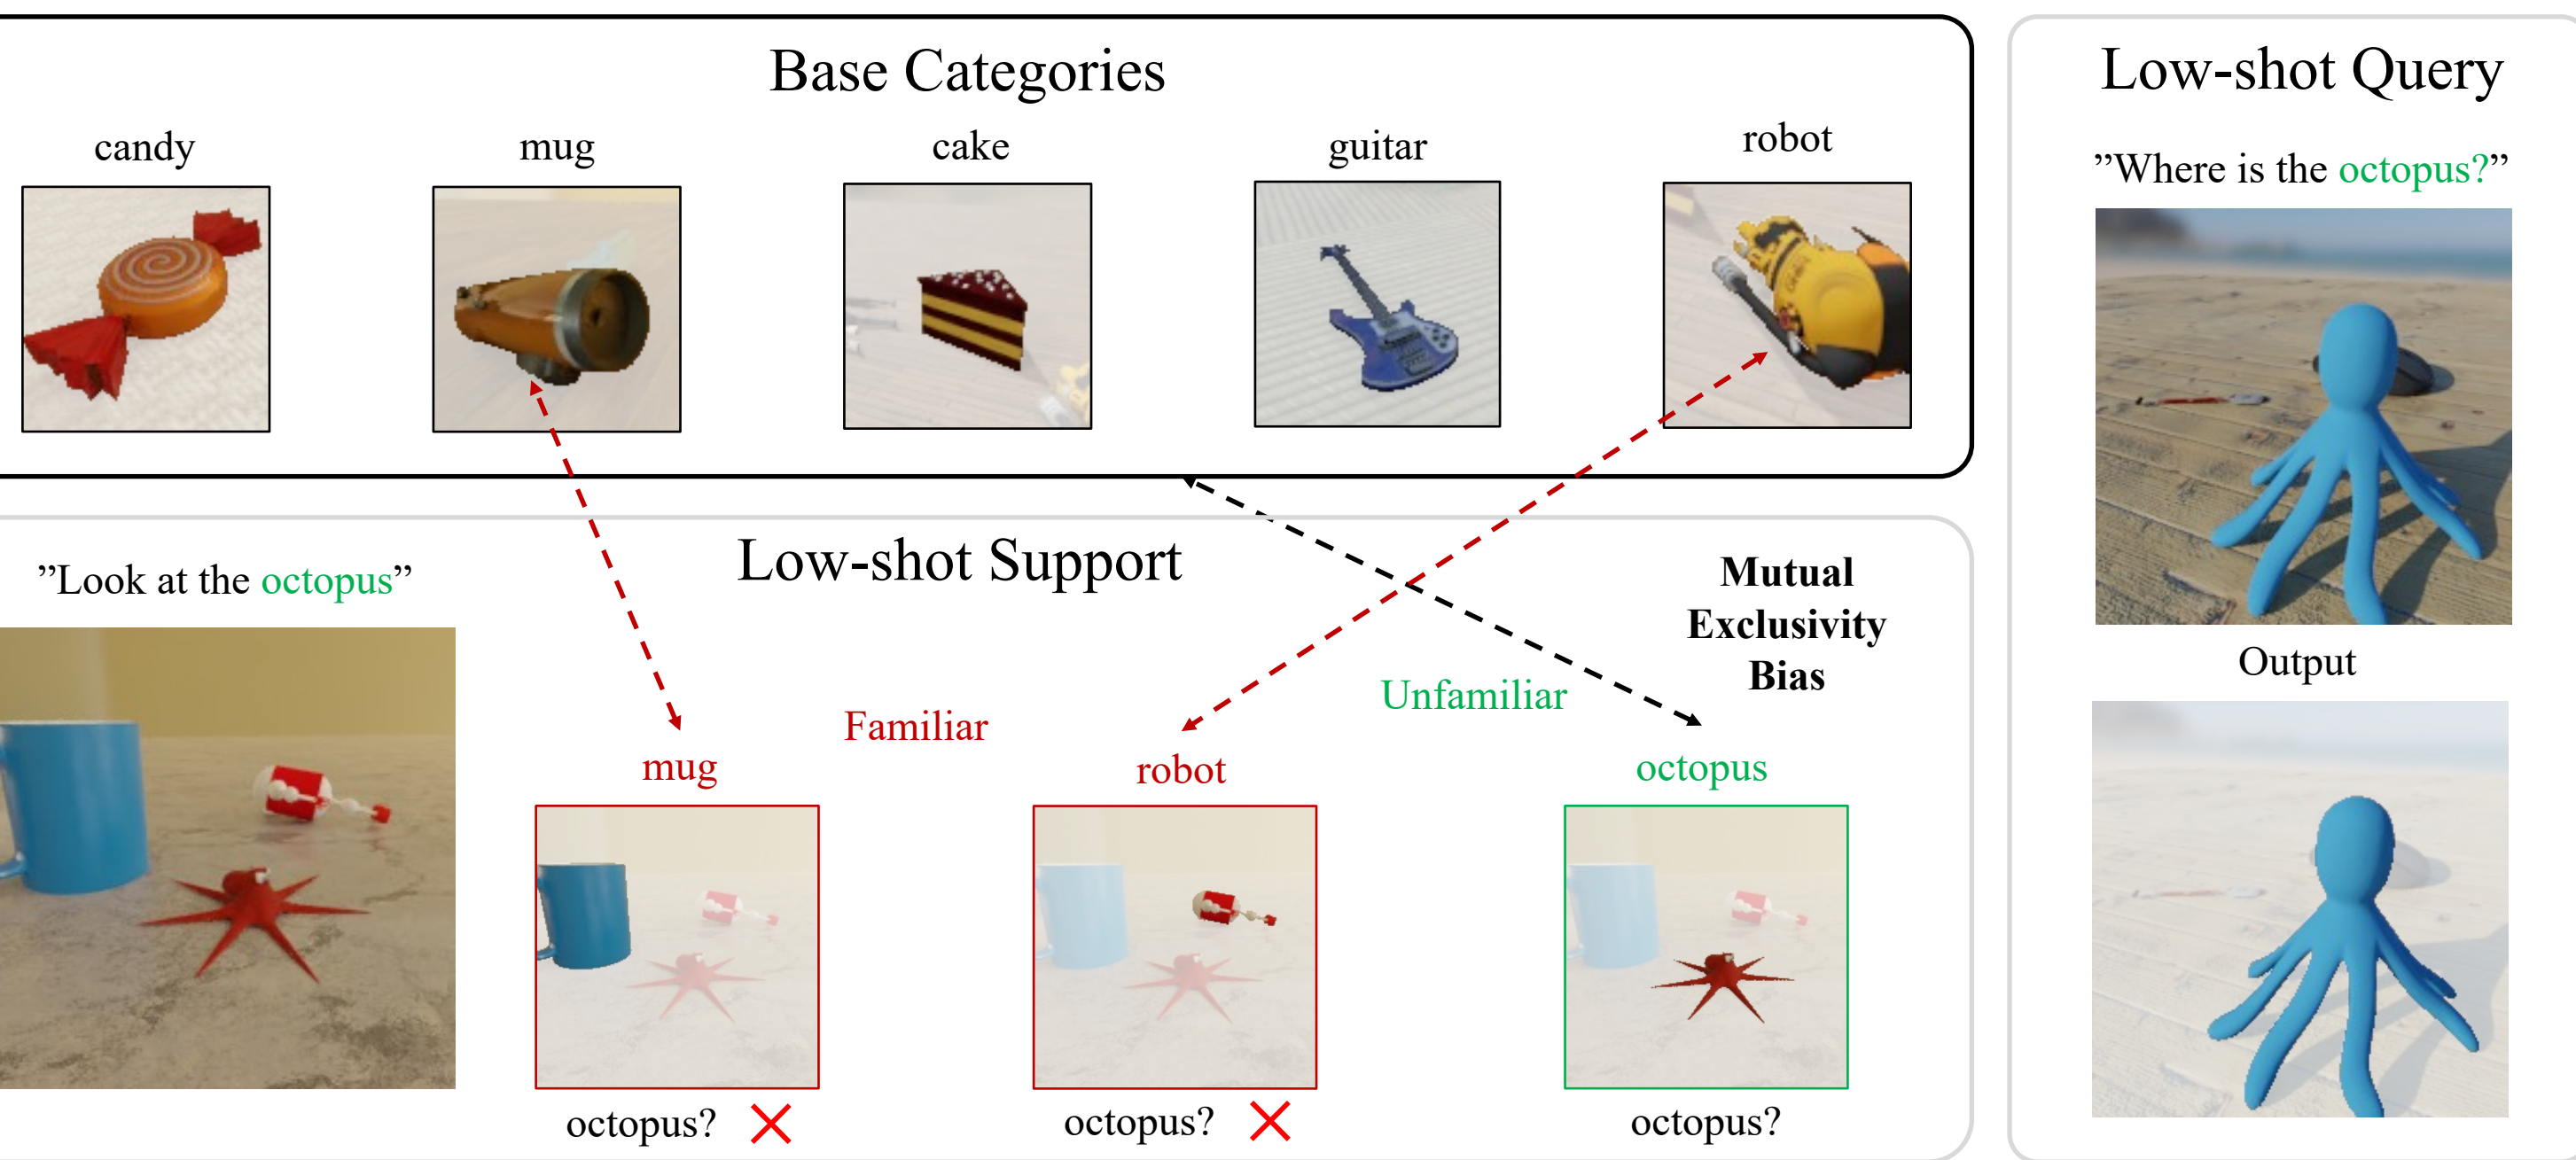 Base Categories
candy
mug
cake
guitar
robot
Low-shot Support
”Look at the octopus”
Mutual
Exclusivity
Bias
Familiar
Unfamiliar
mug
robot
octopus
octopus?
octopus?
octopus?
Low-shot Query
”Where is the octopus?”
Output